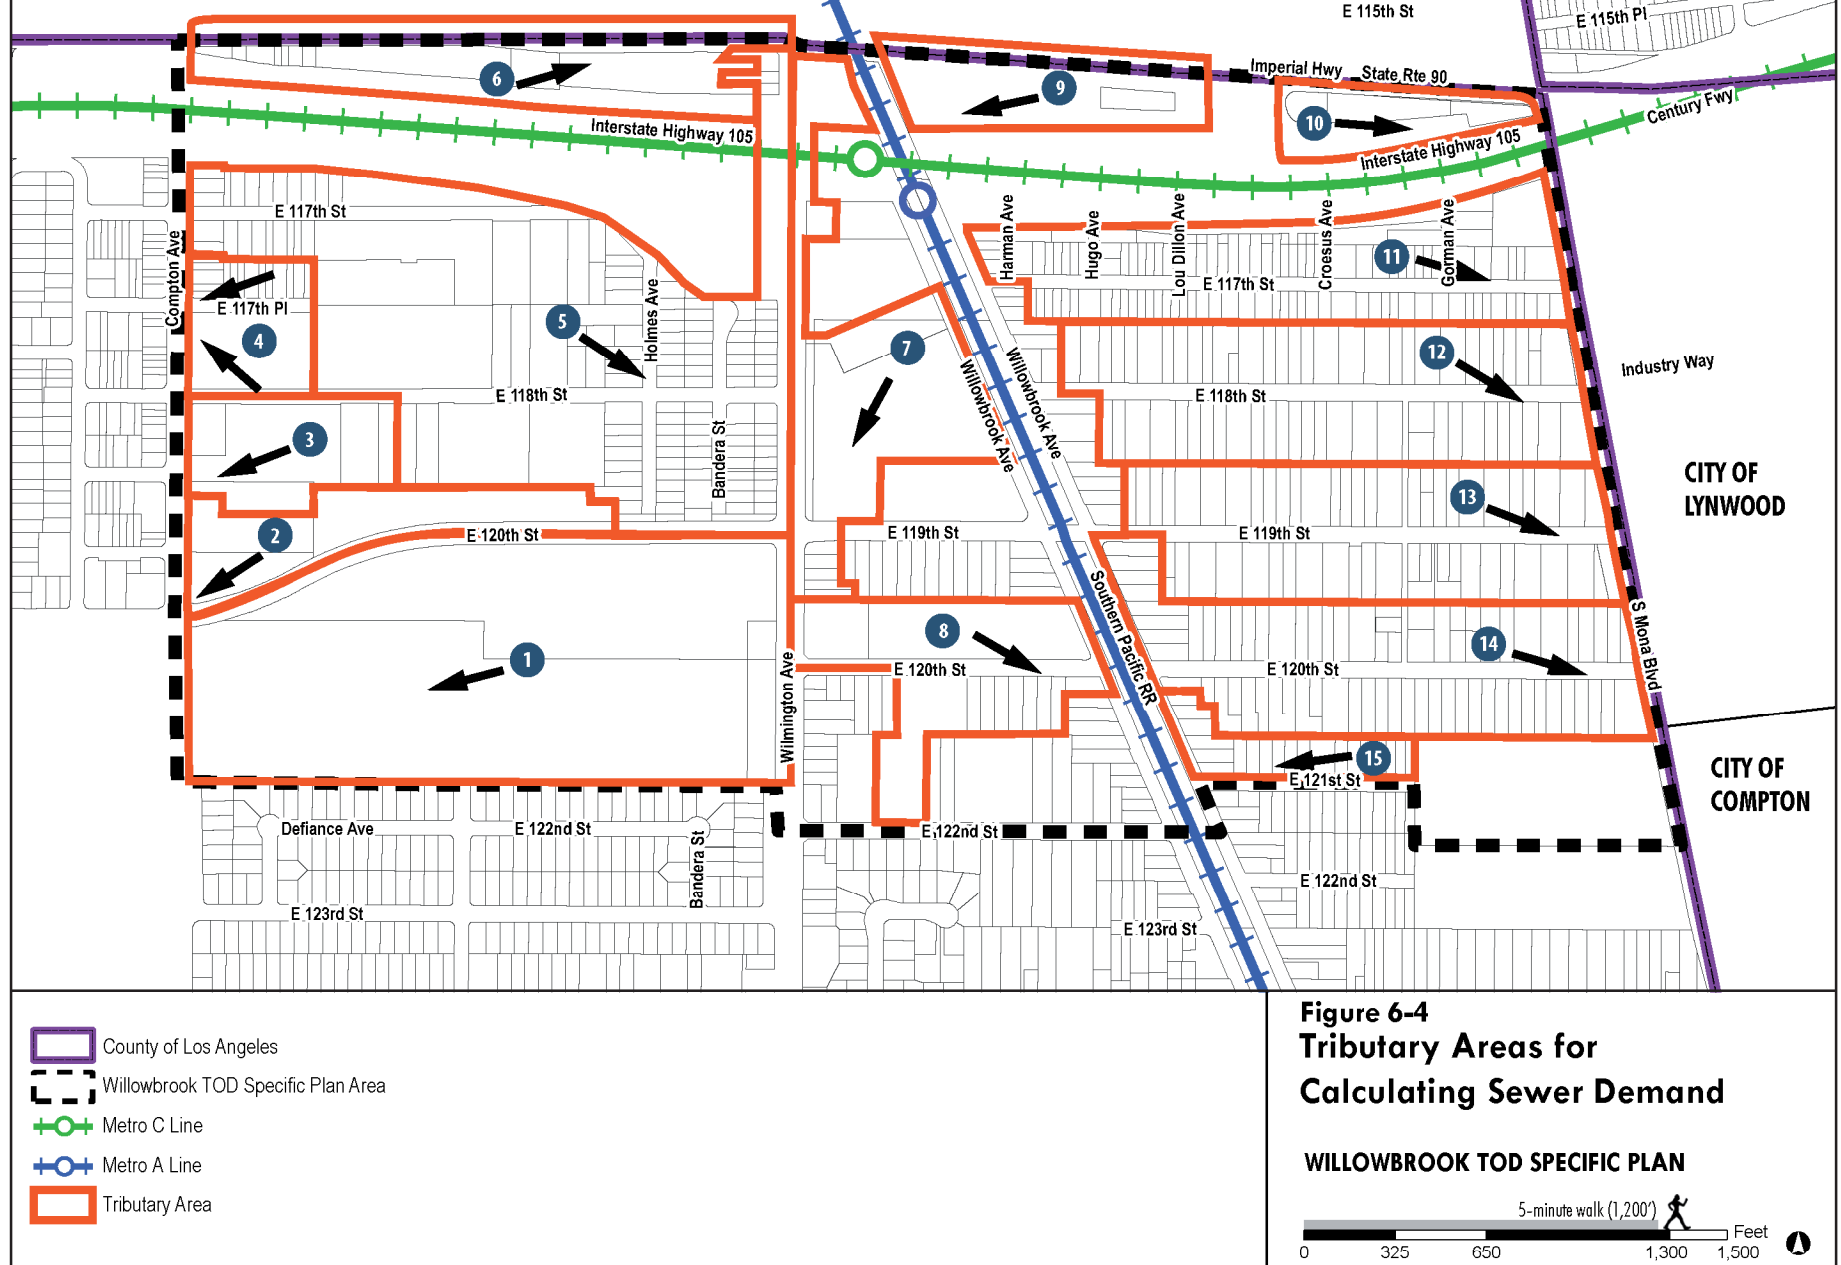 E 115th St
E 115th Pl
Imperial Hwy
State Rte 90
6
9
10
Century Fwy
Interstate Highway 105
Interstate Highway 105
E 117th St
Compton Ave
Harman Ave
Hugo Ave
Lou Dillon Ave
Croesus Ave
Gorman Ave
11
E 117th St
E 117th Pl
4
5
Holmes Ave
7
12
Willowbrook Ave
Willowbrook Ave
Industry Way
E 118th St
E 118th St
3
Bandera St
13
CITY OF
LYNWOOD
2
E 120th St
E 119th St
E 119th St
Southern Pacific RR
S Mona Blvd
8
14
1
Wilmington Ave
E 120th St
E 120th St
15
E 121st St
CITY OF
COMPTON
Defiance Ave
E 122nd St
E 122nd St
Bandera St
E 122nd St
E 123rd St
E 123rd St
County of Los Angeles
Willowbrook TOD Specific Plan Area
Metro C Line
Metro A Line
Tributary Area
Figure 6-4
Tributary Areas for
Calculating Sewer Demand
WILLOWBROOK TOD SPECIFIC PLAN
5-minute walk (1,200')
Feet
0 325 650 1,300 1,500